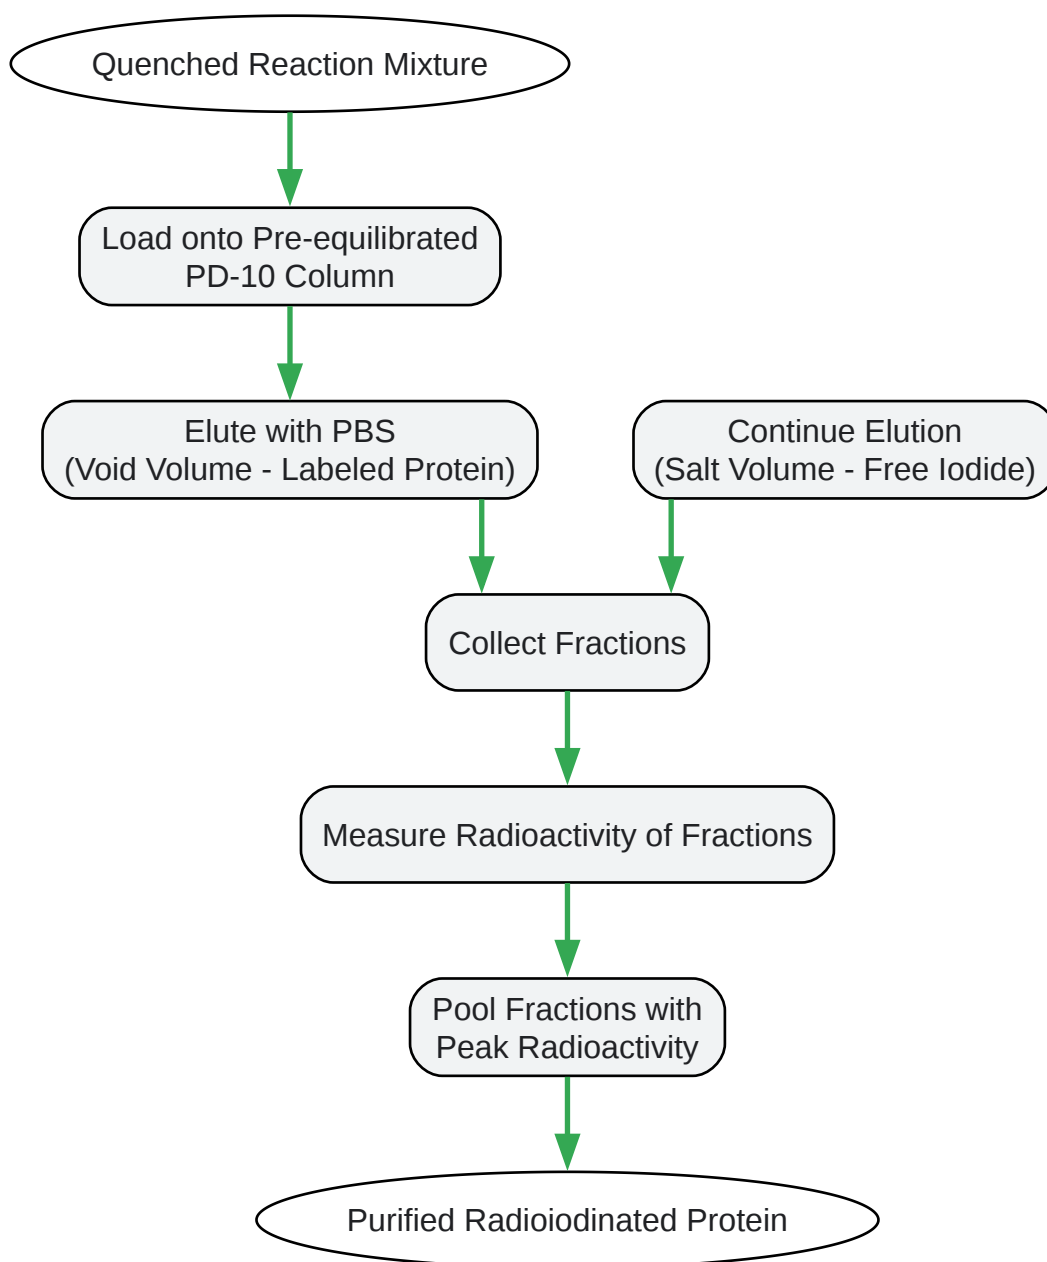 Quenched Reaction Mixture
Load onto Pre-equilibrated
PD-10 Column
Elute with PBS
(Void Volume - Labeled Protein)
Continue Elution
(Salt Volume - Free Iodide)
Collect Fractions
Measure Radioactivity of Fractions
Pool Fractions with
Peak Radioactivity
Purified Radioiodinated Protein